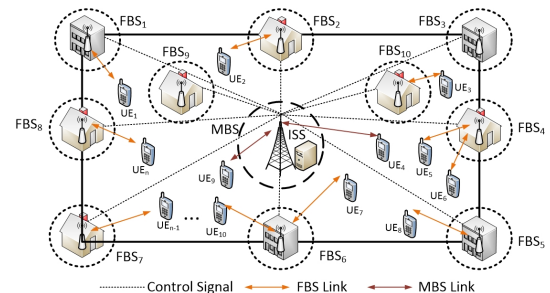 FBS1
FBS2
FBS3
FBS9
FBS10
UE2
UE3
UE1
MBS
ISS
FBS8
FBS4
UEn
UE4
UE5
UE9
UE6
UE7
UEn-1
...
UE10
UE8
FBS7
FBS6
FBS5
Control Signal
FBS Link
MBS Link